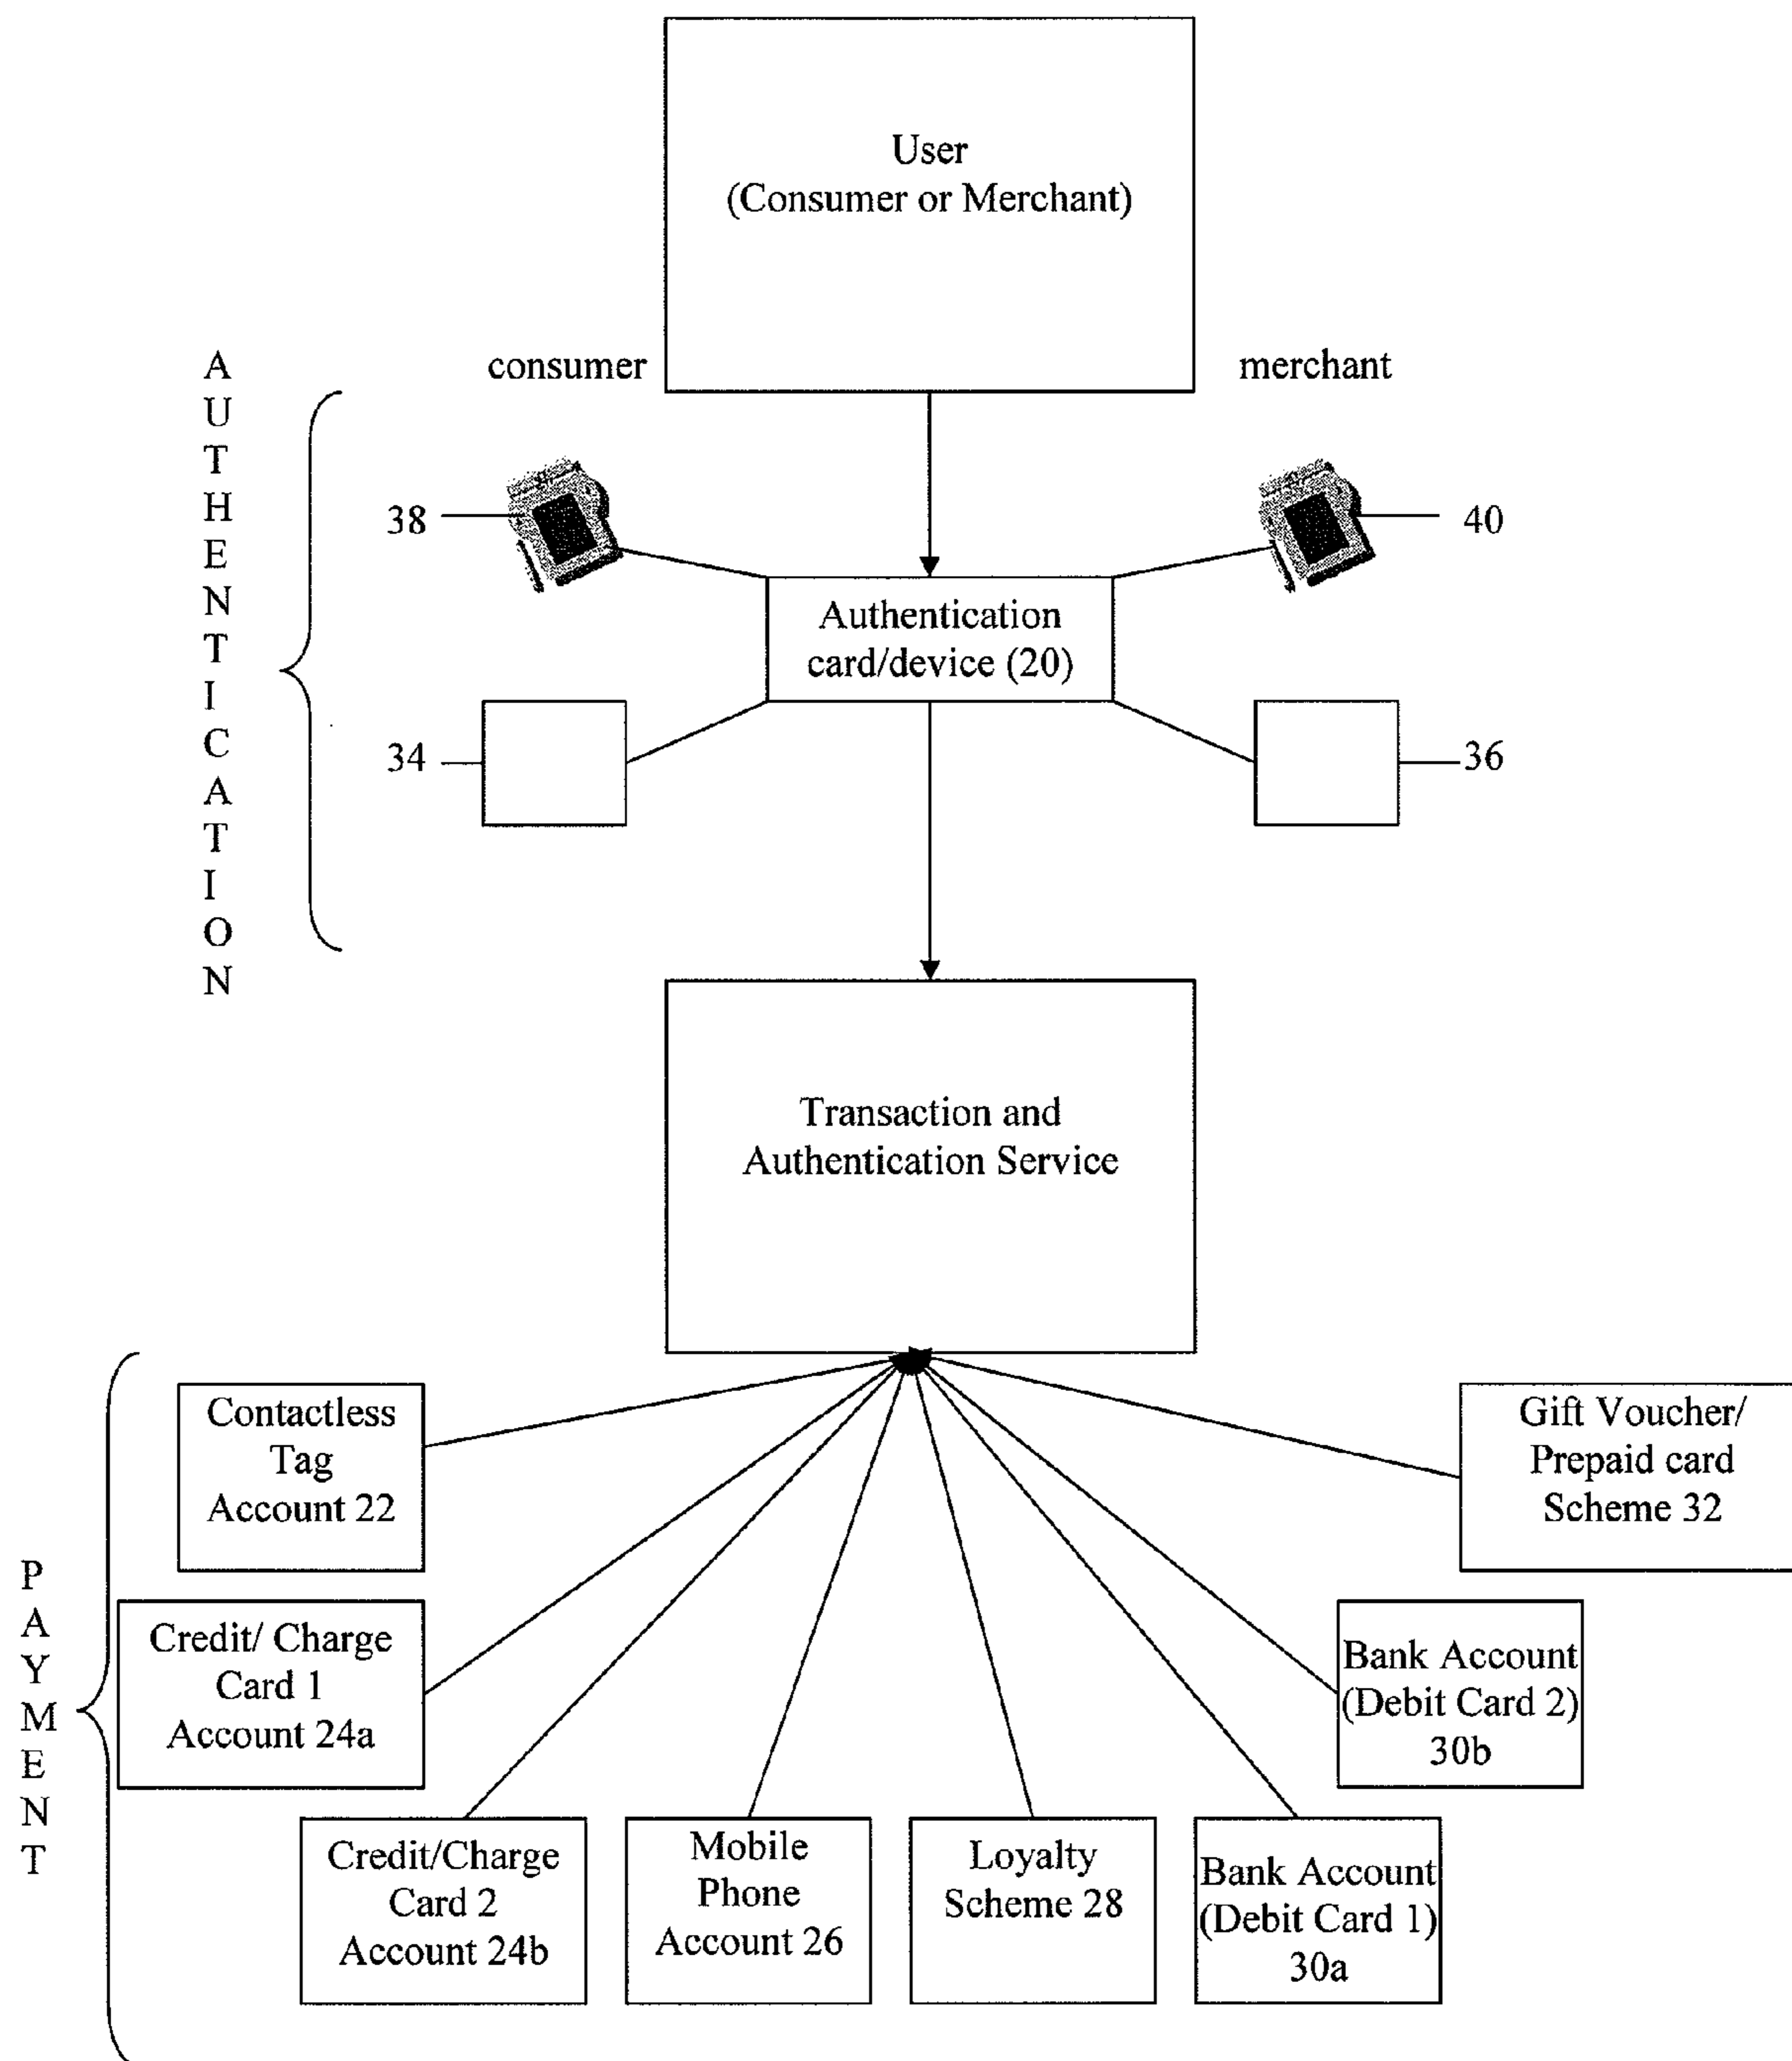 User
(Consumer or Merchant)
consumer
merchant
AUTHENTICATION
38
40
Authentication
card/device (20)
34
36
Transaction and
Authentication Service
PAYMENT
Contactless
Tag
Account 22
Gift Voucher/
Prepaid card
Scheme 32
Credit/ Charge
Card 1
Account 24a
Bank Account
(Debit Card 2)
30b
Credit/Charge
Card 2
Account 24b
Mobile
Phone
Account 26
Loyalty
Scheme 28
Bank Account
(Debit Card 1)
30a